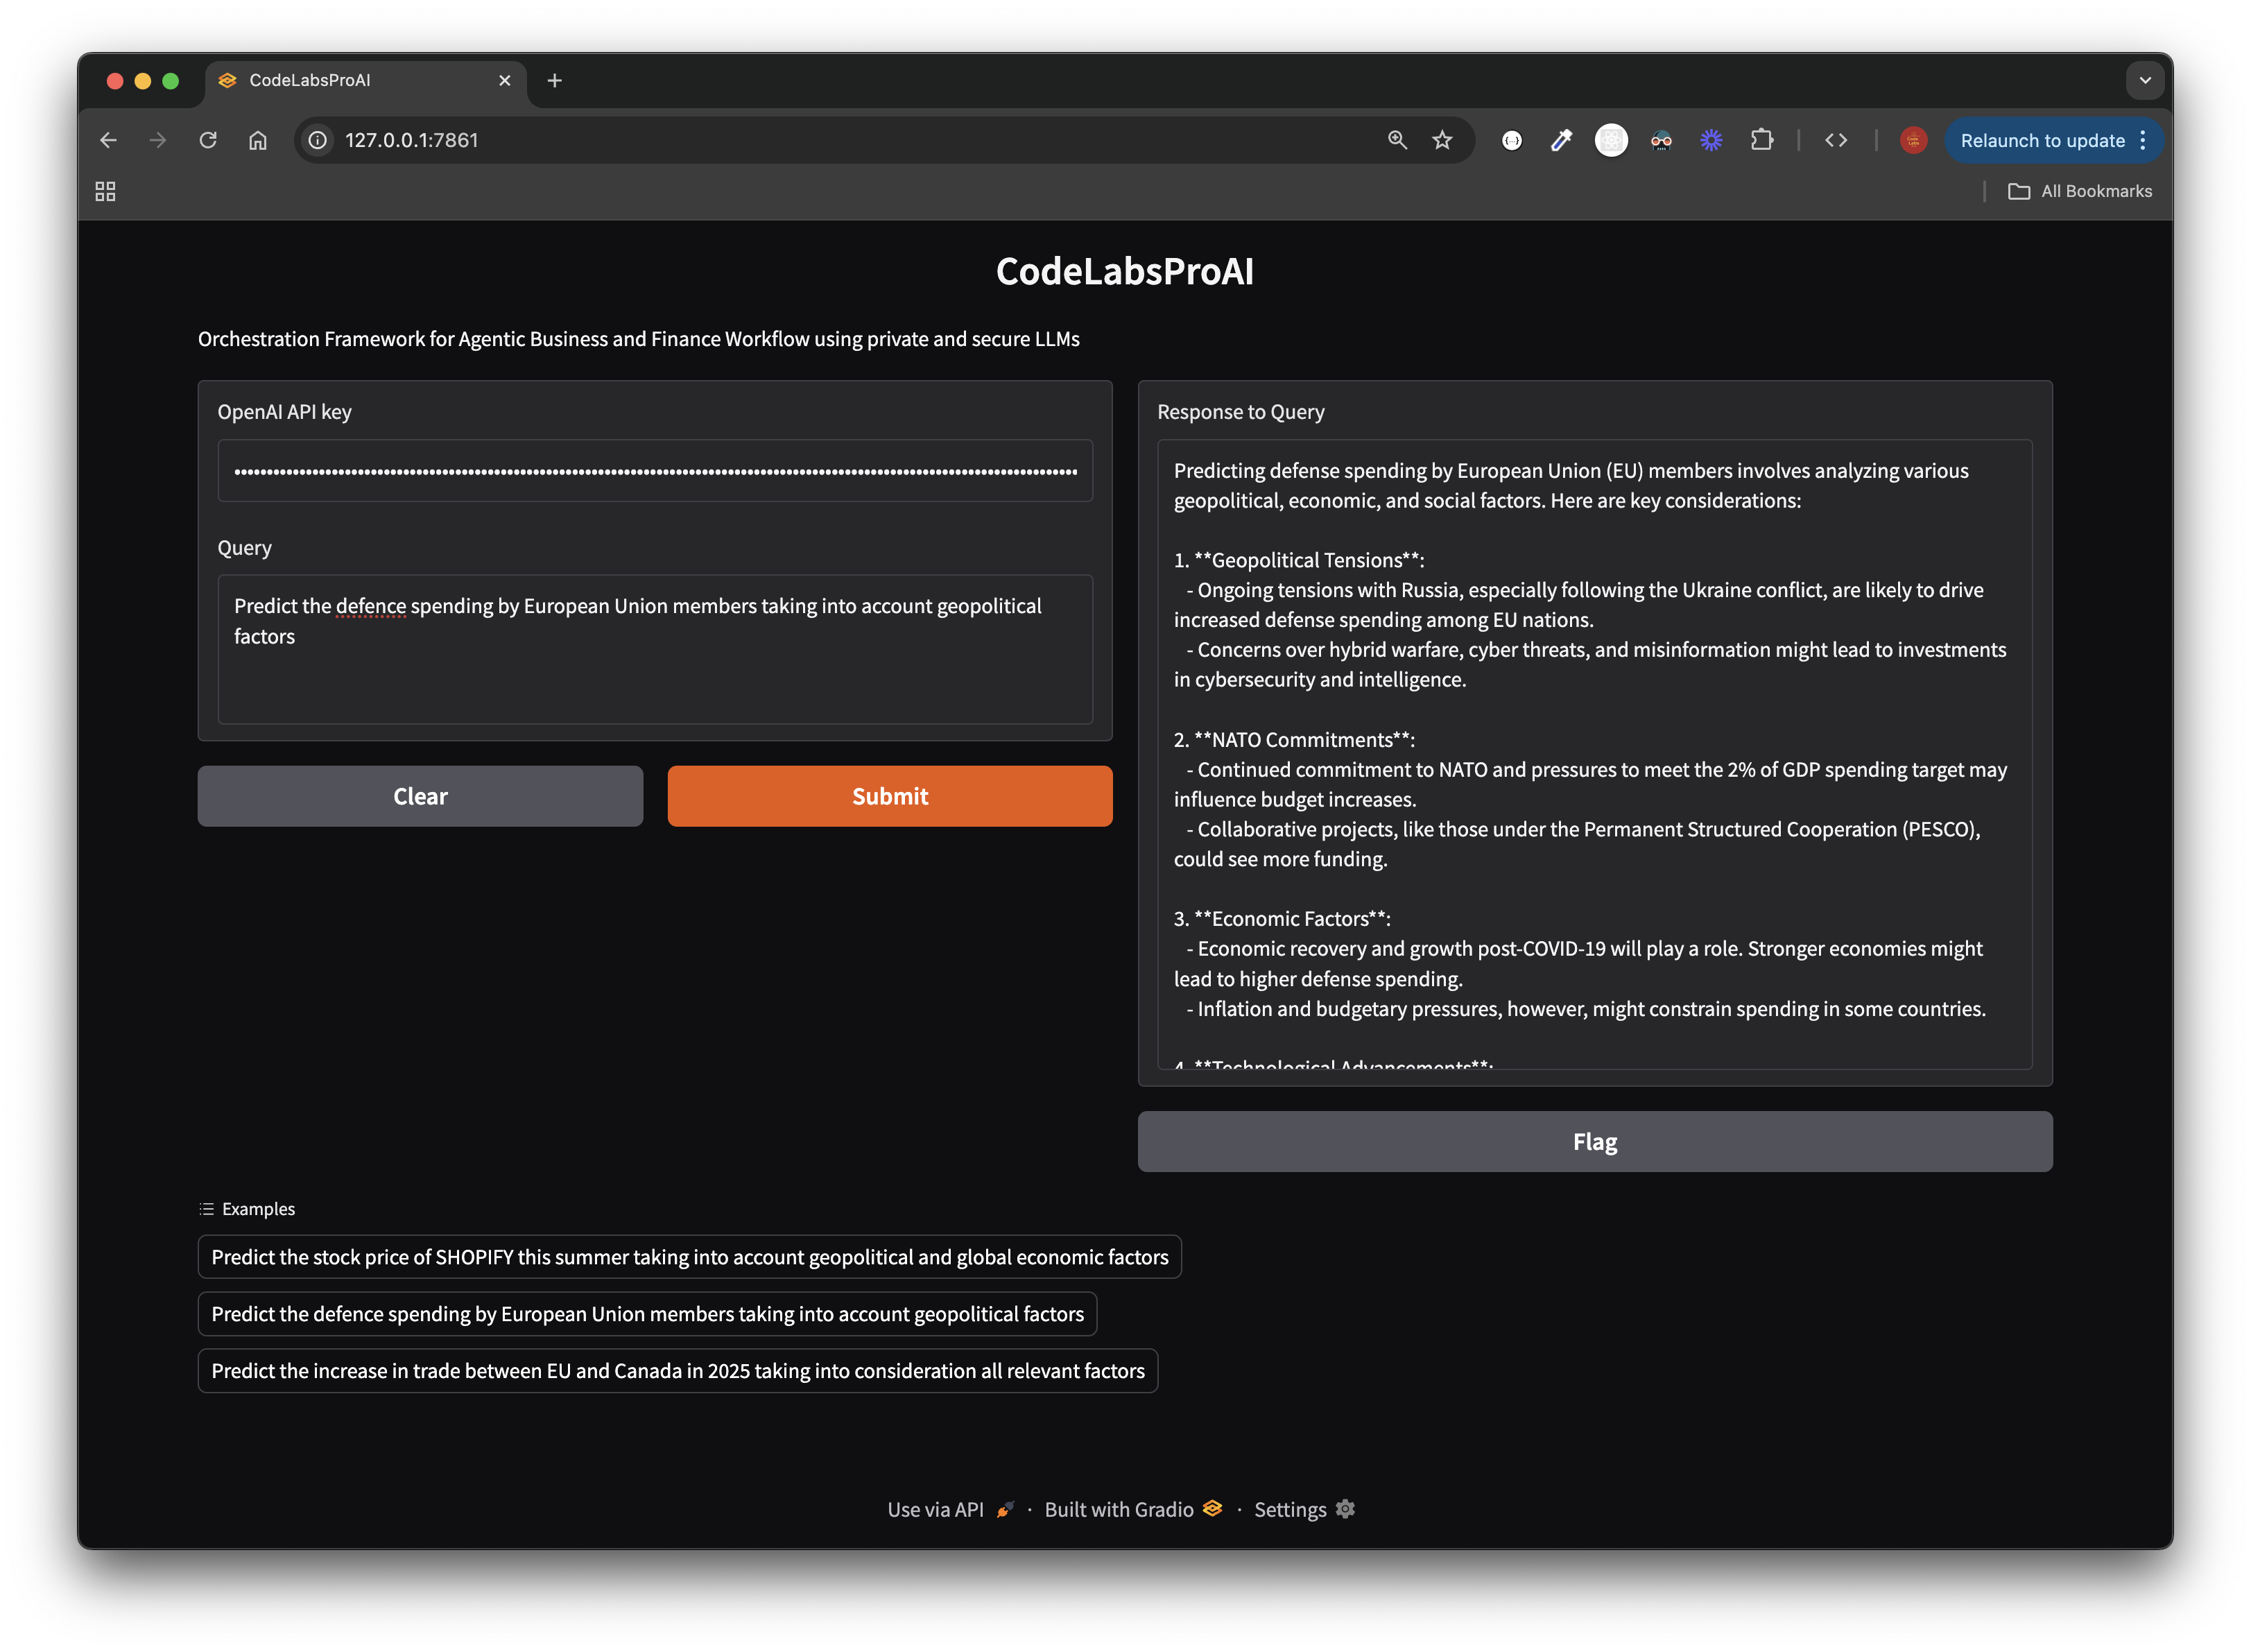 CodeLabsProAI
127.0.0.1:7861
Relaunch to update
All Bookmarks
CodeLabsProAI
Orchestration Framework for Agentic Business and Finance Workflow using private and secure LLMs
OpenAI API key
Query
Predict the defence spending by European Union members taking into account geopolitical
factors
Clear
Submit
Response to Query
Predicting defense spending by European Union (EU) members involves analyzing various
geopolitical, economic, and social factors. Here are key considerations:
1. **Geopolitical Tensions**:
- Ongoing tensions with Russia, especially following the Ukraine conflict, are likely to drive
increased defense spending among EU nations.
- Concerns over hybrid warfare, cyber threats, and misinformation might lead to investments
in cybersecurity and intelligence.
2. **NATO Commitments**:
- Continued commitment to NATO and pressures to meet the 2% of GDP spending target may
influence budget increases.
- Collaborative projects, like those under the Permanent Structured Cooperation (PESCO),
could see more funding.
3. **Economic Factors**:
- Economic recovery and growth post-COVID-19 will play a role. Stronger economies might
lead to higher defense spending.
- Inflation and budgetary pressures, however, might constrain spending in some countries.
4. **Technological Advancements**:
Flag
Examples
Predict the stock price of SHOPIFY this summer taking into account geopolitical and global economic factors
Predict the defence spending by European Union members taking into account geopolitical factors
Predict the increase in trade between EU and Canada in 2025 taking into consideration all relevant factors
Use via API · Built with Gradio · Settings